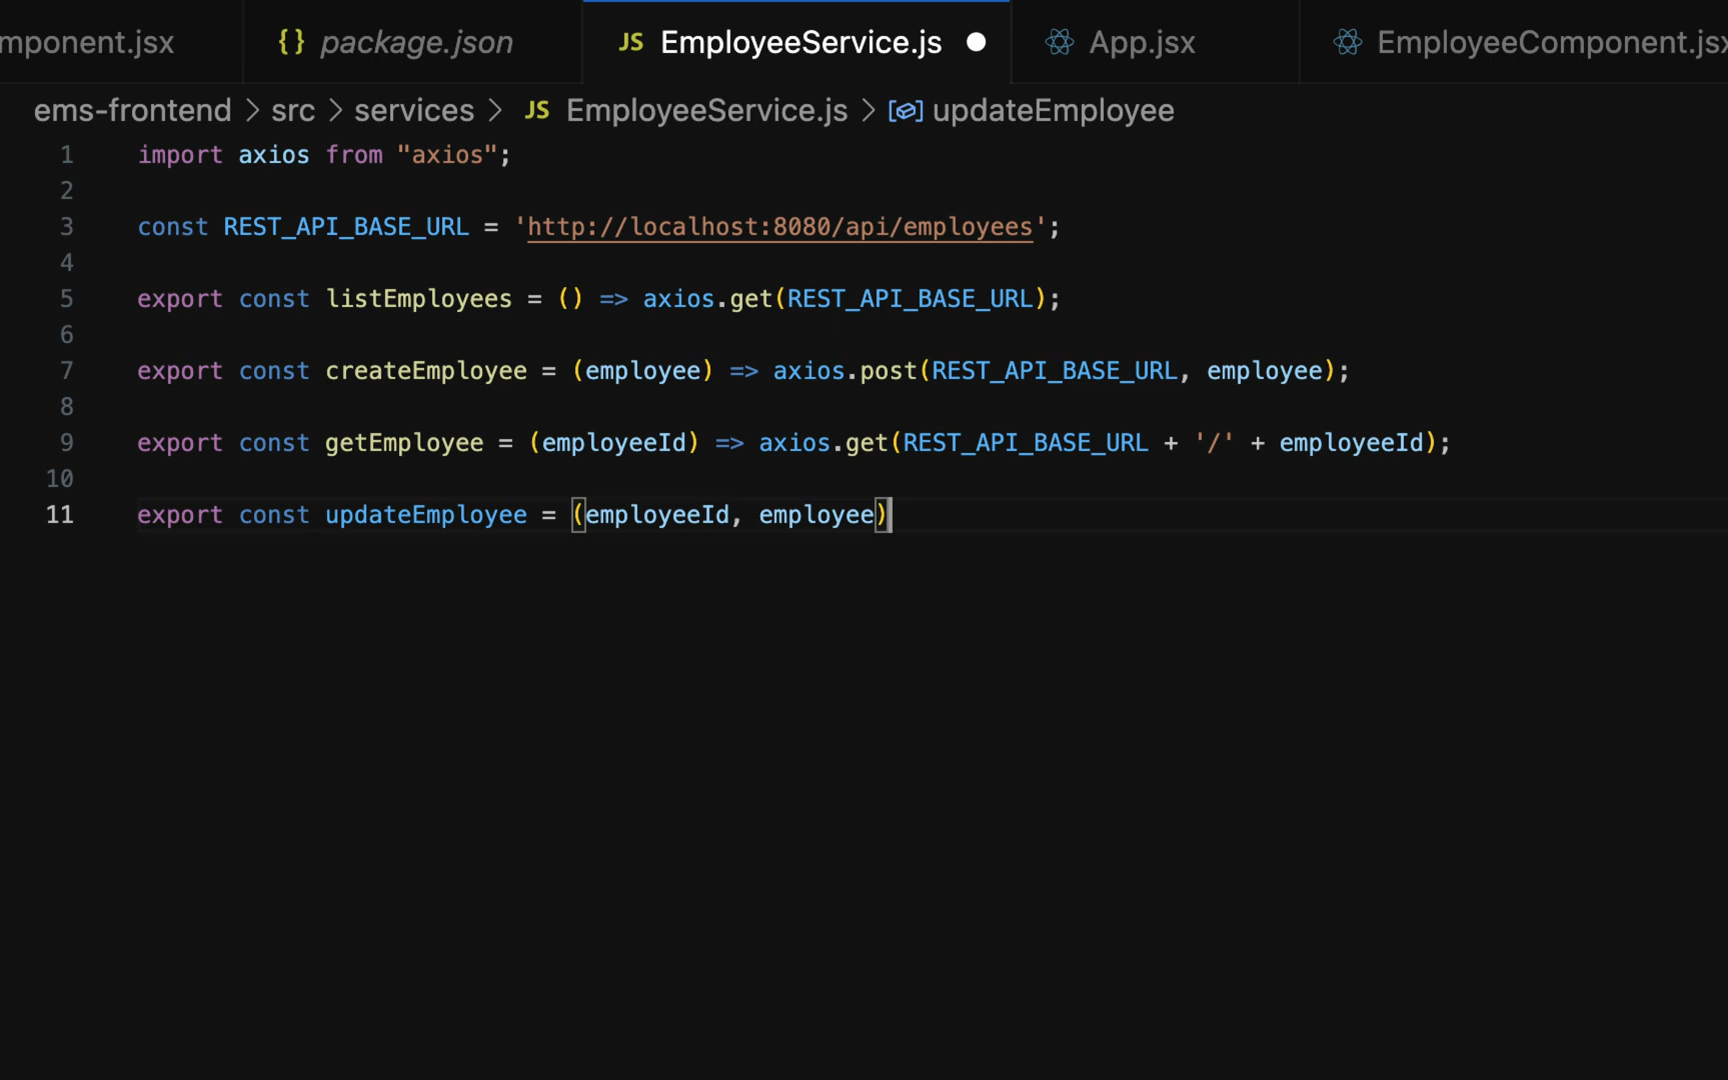 mponent.jsx {} package.json JS EmployeeService.js ● App.jsx EmployeeComponent.jsx
ems-frontend > src > services > JS EmployeeService.js > updateEmployee
1 import axios from "axios";
2
3 const REST_API_BASE_URL = 'http://localhost:8080/api/employees';
4
5 export const listEmployees = () => axios.get(REST_API_BASE_URL);
6
7 export const createEmployee = (employee) => axios.post(REST_API_BASE_URL, employee);
8
9 export const getEmployee = (employeeId) => axios.get(REST_API_BASE_URL + '/' + employeeId);
10
11 export const updateEmployee = (employeeId, employee)